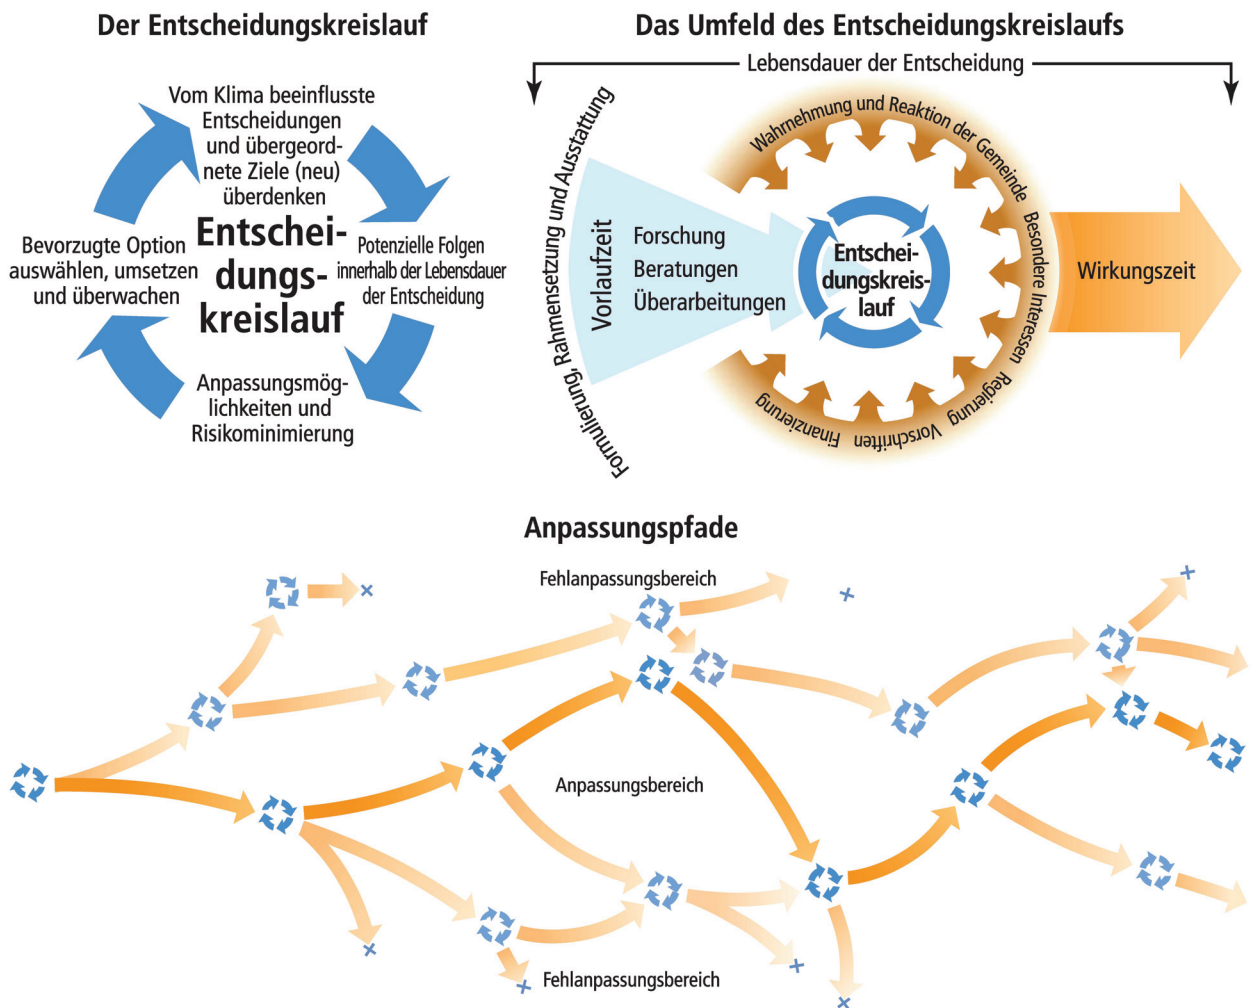 Der Entscheidungskreislauf
Vom Klima beeinflusste
Entscheidungen
und übergeord-
nete Ziele (neu)
überdenken
Entschei-
dungs-
kreislauf
Potenzielle Folgen
innerhalb der Lebensdauer
der Entscheidung
Anpassungsmög-
lichkeiten und
Risikominimierung
Bevorzugte Option
auswählen, umsetzen
und überwachen
Das Umfeld des Entscheidungskreislaufs
Lebensdauer der Entscheidung
Formulierung, Rahmensetzung und Ausstattung
Vorlaufzeit
Forschung
Beratungen
Überarbeitungen
Entschei-
dungskreis-
lauf
Wahrnehmung und Reaktion der Gemeinde
Besondere Interessen
Regierung
Vorschriften
Finanzierung
Wirkungszeit
Anpassungspfade
Fehlanpassungsbereich
Anpassungsbereich
Fehlanpassungsbereich